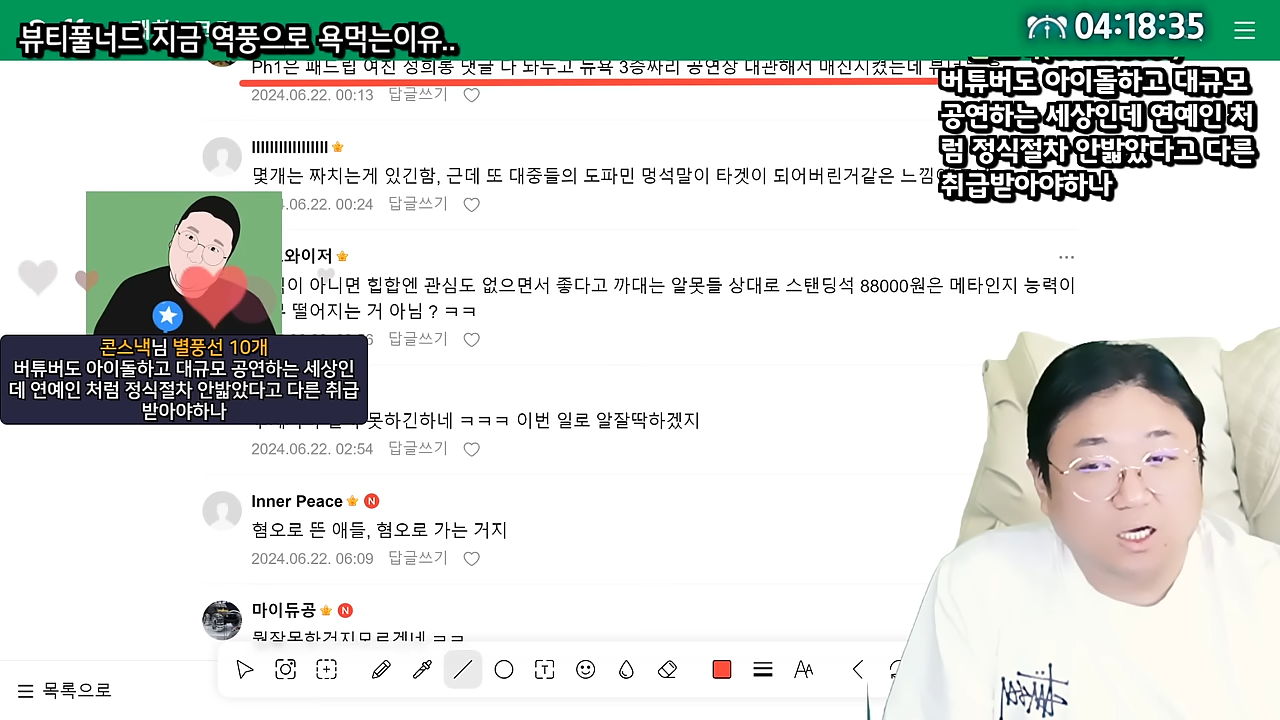 뷰티풀너드 지금 역풍으로 욕먹는이유..
04:18:35
Ph1은 패드립 여친 성희롱 댓글 다 놔두고 뉴욕 3층짜리 공연장 대관해서 매진시켰는데
2024.06.22. 00:13 답글쓰기
버튜버도 아이돌하고 대규모
공연하는 세상인데 연예인 처
럼 정식절차 안밟았다고 다른
취급받아야하나
IIIIIIIIIIIIIIIII N
몇개는 짜치는게 있긴함, 근데 또 대중들의 도파민 멍석말이 타겟이 되어버린거같은 느낌
.06.22. 00:24 답글쓰기
와이저
이 아니면 힙합엔 관심도 없으면서 좋다고 까대는 알못들 상대로 스탠딩석 88000원은 메타인지 능력이
떨어지는 거 아님 ? ㅋㅋ
답글쓰기
콘스낵님 별풍선 10개
버튜버도 아이돌하고 대규모 공연하는 세상인
데 연예인 처럼 정식절차 안밟았다고 다른 취급
받아야하나
못하긴하네 ㅋㅋㅋ 이번 일로 알잘딱하겠지
2024.06.22. 02:54 답글쓰기
Inner Peace N
혐오로 뜬 애들, 혐오로 가는 거지
2024.06.22. 06:09 답글쓰기
마이듀공 N
뭘잘못한건지모르겠네 ㅋㅋ
목록으로